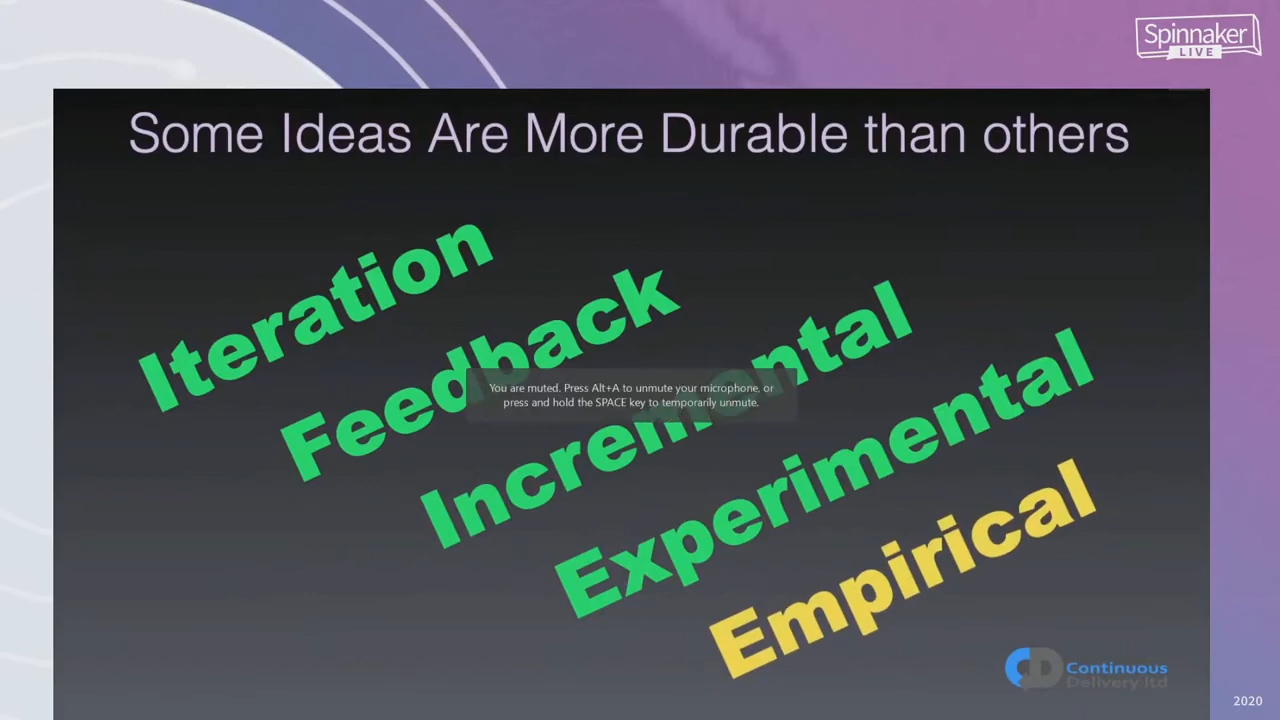 Spinnaker
LIVE
Some Ideas Are More Durable than others
Iteration
Feedback
Incremental
Experimental
Empirical
You are muted. Press Alt+A to unmute your microphone, or
press and hold the SPACE key to temporarily unmute.
Continuous
Delivery ltd
2020